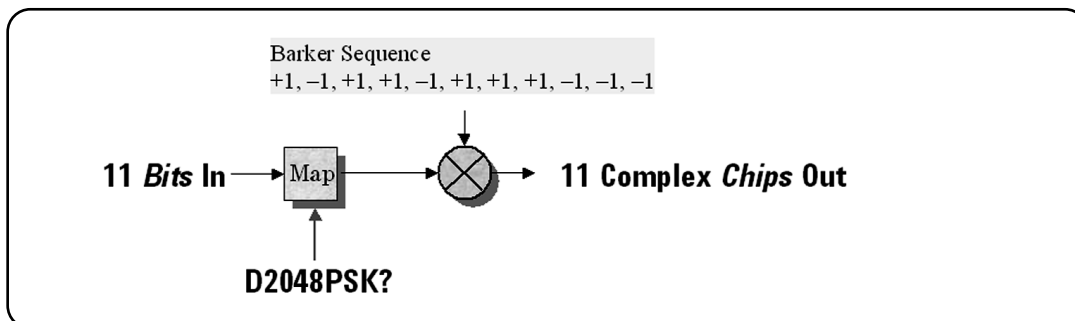 Barker Sequence
+1, –1, +1, +1, –1, +1, +1, +1, –1, –1, –1
11 Bits In
Map
11 Complex Chips Out
D2048PSK?